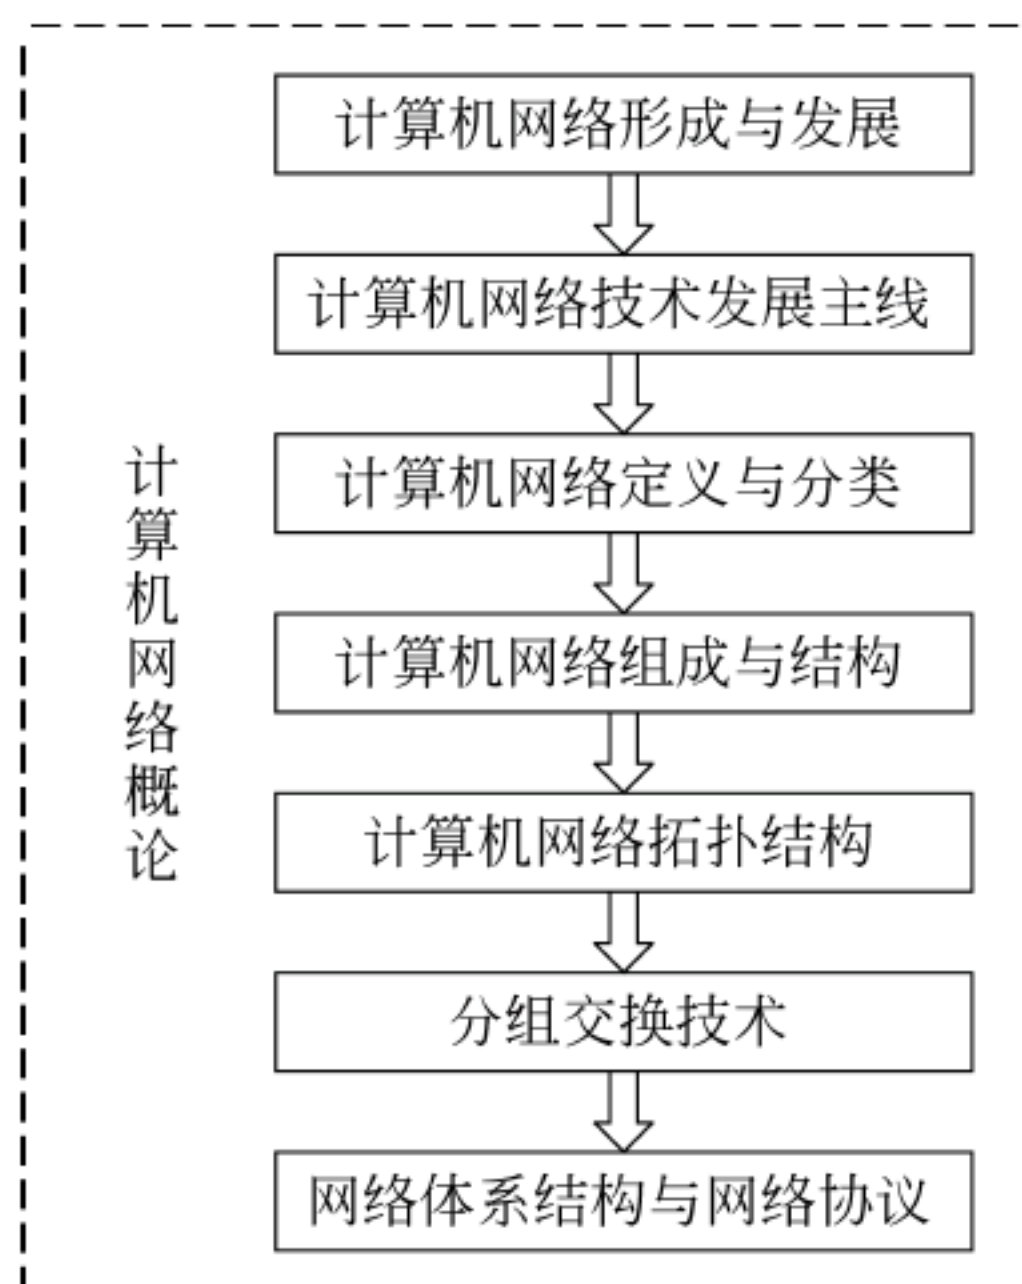 计算机网络概论
计算机网络形成与发展
计算机网络技术发展主线
计算机网络定义与分类
计算机网络组成与结构
计算机网络拓扑结构
分组交换技术
网络体系结构与网络协议